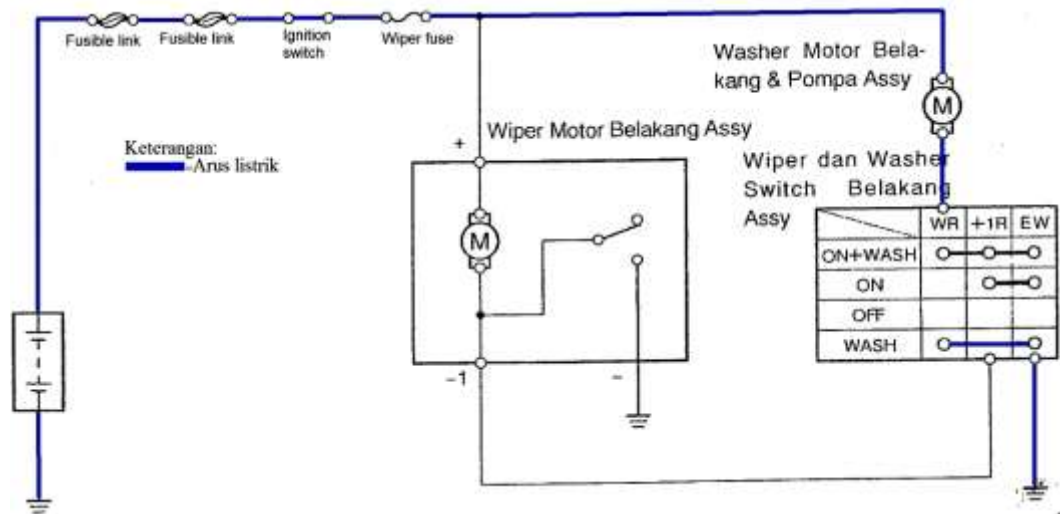 Fusible link
Fusible link
Ignition
switch
Wiper fuse
Washer Motor Bela-
kang & Pompa Assy
M
Keterangan:
Arus listrik
+
Wiper Motor Belakang Assy
Wiper dan Washer
Switch Belakang
Assy
M
WR +1R EW
ON+WASH
ON
OFF
WASH
-1
-